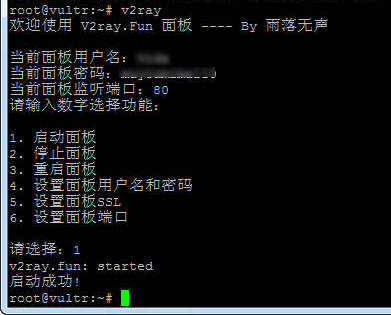 root@vultr:~# v2ray
欢迎使用 V2ray.Fun 面板 ---- By 雨落无声
当前面板用户名：
当前面板密码：
当前面板监听端口：80
请输入数字选择功能：
1. 启动面板
2. 停止面板
3. 重启面板
4. 设置面板用户名和密码
5. 设置面板SSL
6. 设置面板端口
请选择：1
v2ray.fun: started
启动成功!
root@vultr:~#